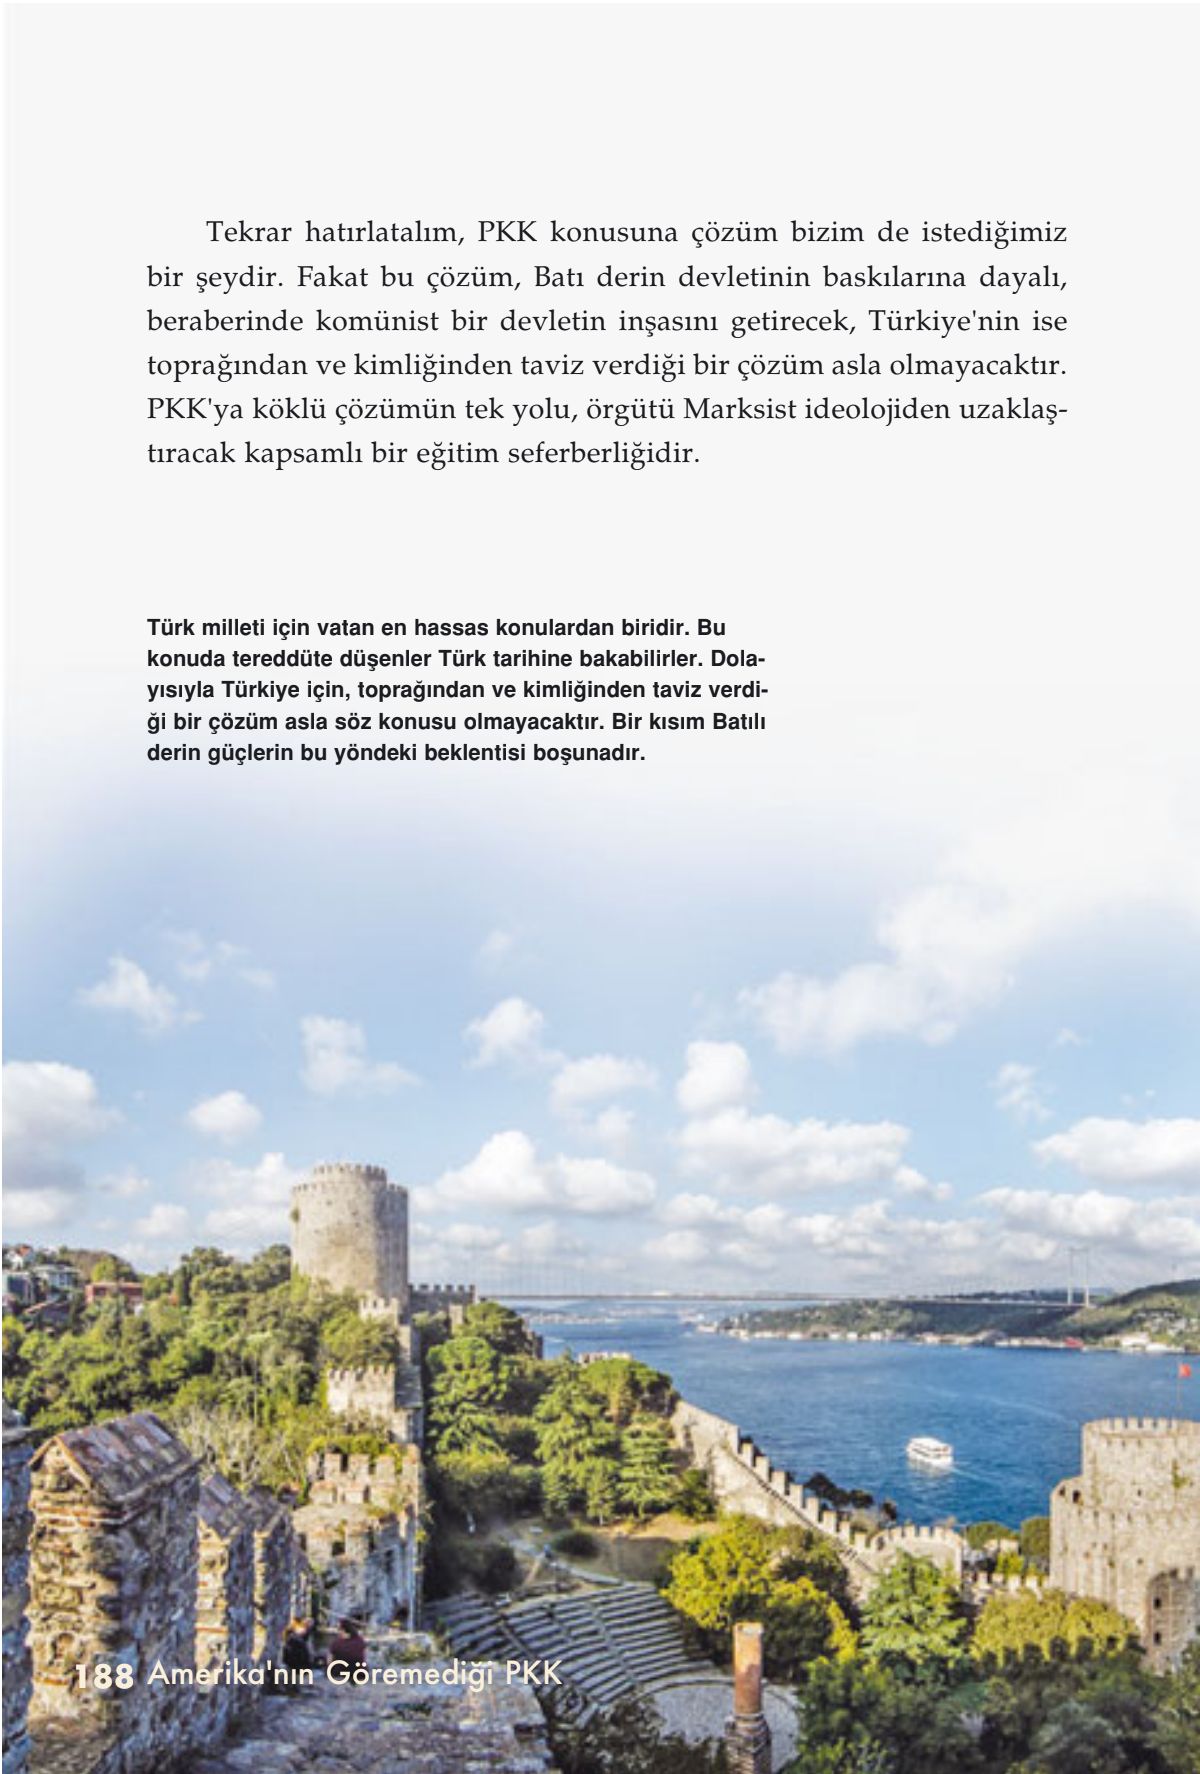 Tekrar hatırlatalım, PKK konusuna çözüm bizim de istediğimiz
bir şeydir. Fakat bu çözüm, Batı derin devletinin baskılarına dayalı,
beraberinde komünist bir devletin inşasını getirecek, Türkiye'nin ise
toprağından ve kimliğinden taviz verdiği bir çözüm asla olmayacaktır.
PKK'ya köklü çözümün tek yolu, örgütü Marksist ideolojiden uzaklaş-
tıracak kapsamlı bir eğitim seferberliğidir.
Türk milleti için vatan en hassas konulardan biridir. Bu
konuda tereddüte düşenler Türk tarihine bakabilirler. Dola-
yısıyla Türkiye için, toprağından ve kimliğinden taviz verdi-
ği bir çözüm asla söz konusu olmayacaktır. Bir kısım Batılı
derin güçlerin bu yöndeki beklentisi boşunadır.
188 Amerika'nın Göremediği PKK